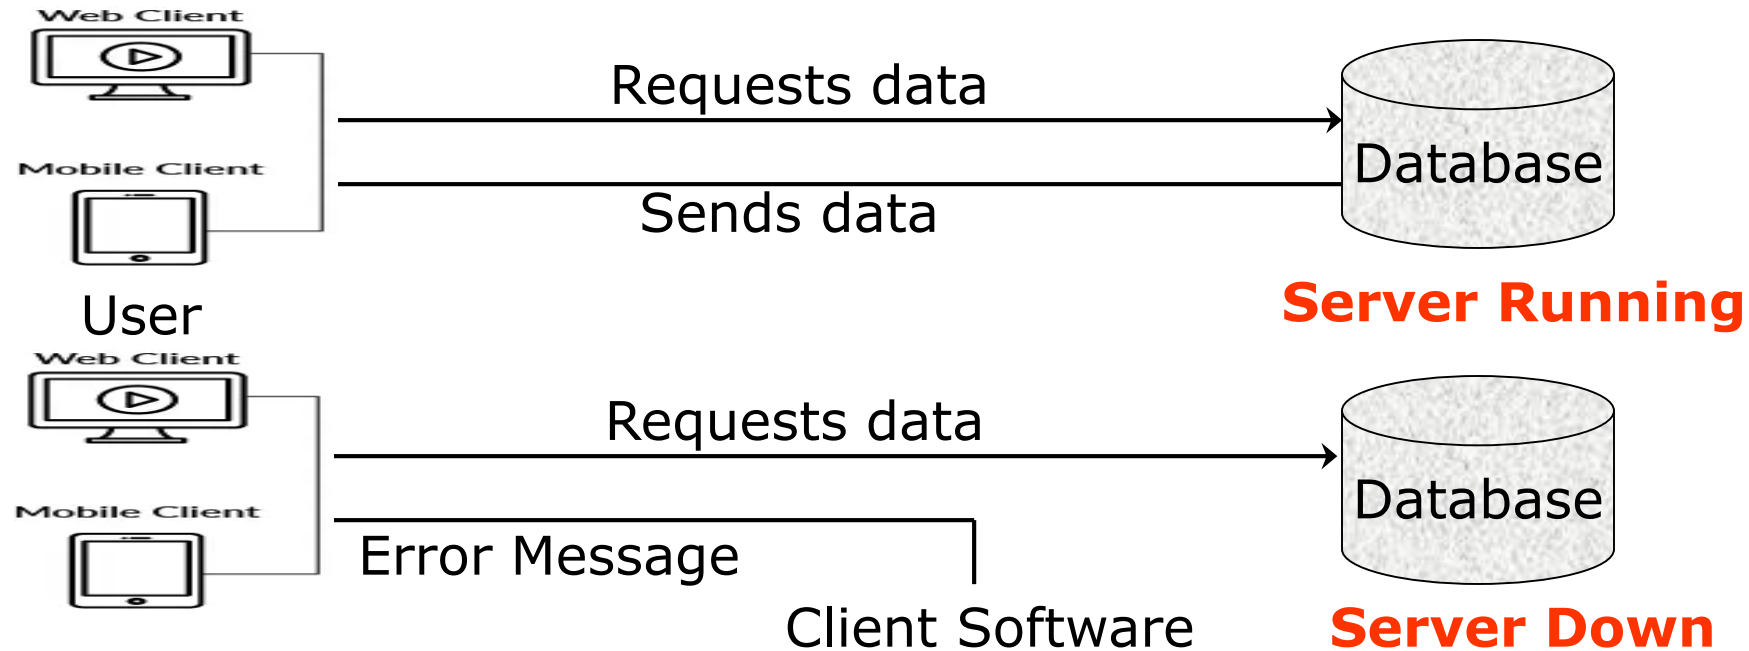 Web Client
Requests data
Database
Mobile Client
Sends data
Server Running
User
Web Client
Requests data
Database
Mobile Client
Error Message
Client Software
Server Down